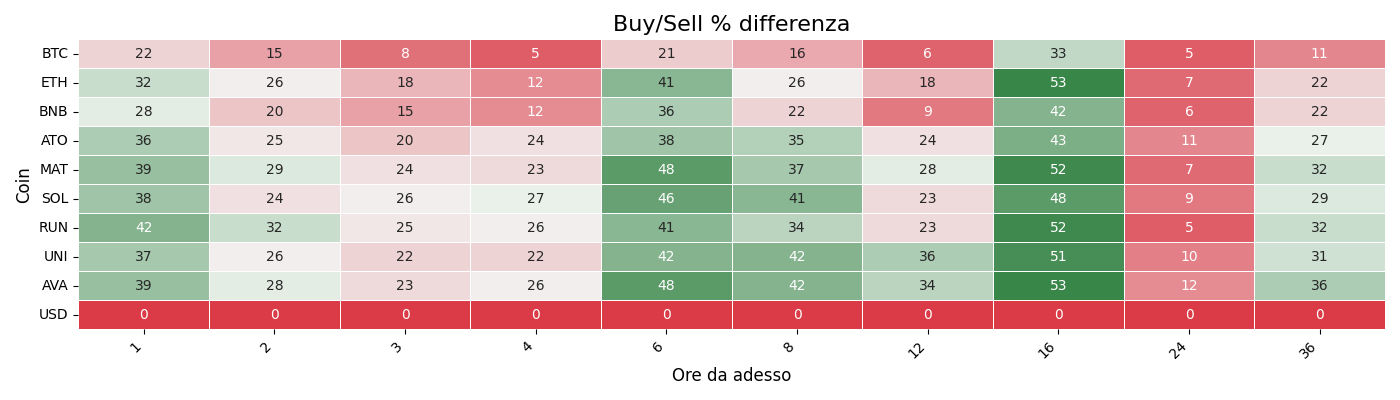 Buy/Sell % differenza
Coin
BTC 22 15 8 5 21 16 6 33 5 11
ETH 32 26 18 12 41 26 18 53 7 22
BNB 28 20 15 12 36 22 9 42 6 22
ATO 36 25 20 24 38 35 24 43 11 27
MAT 39 29 24 23 48 37 28 52 7 32
SOL 38 24 26 27 46 41 23 48 9 29
RUN 42 32 25 26 41 34 23 52 5 32
UNI 37 26 22 22 42 42 36 51 10 31
AVA 39 28 23 26 48 42 34 53 12 36
USD 0 0 0 0 0 0 0 0 0 0
1 2 3 4 6 8 12 16 24 36
Ore da adesso